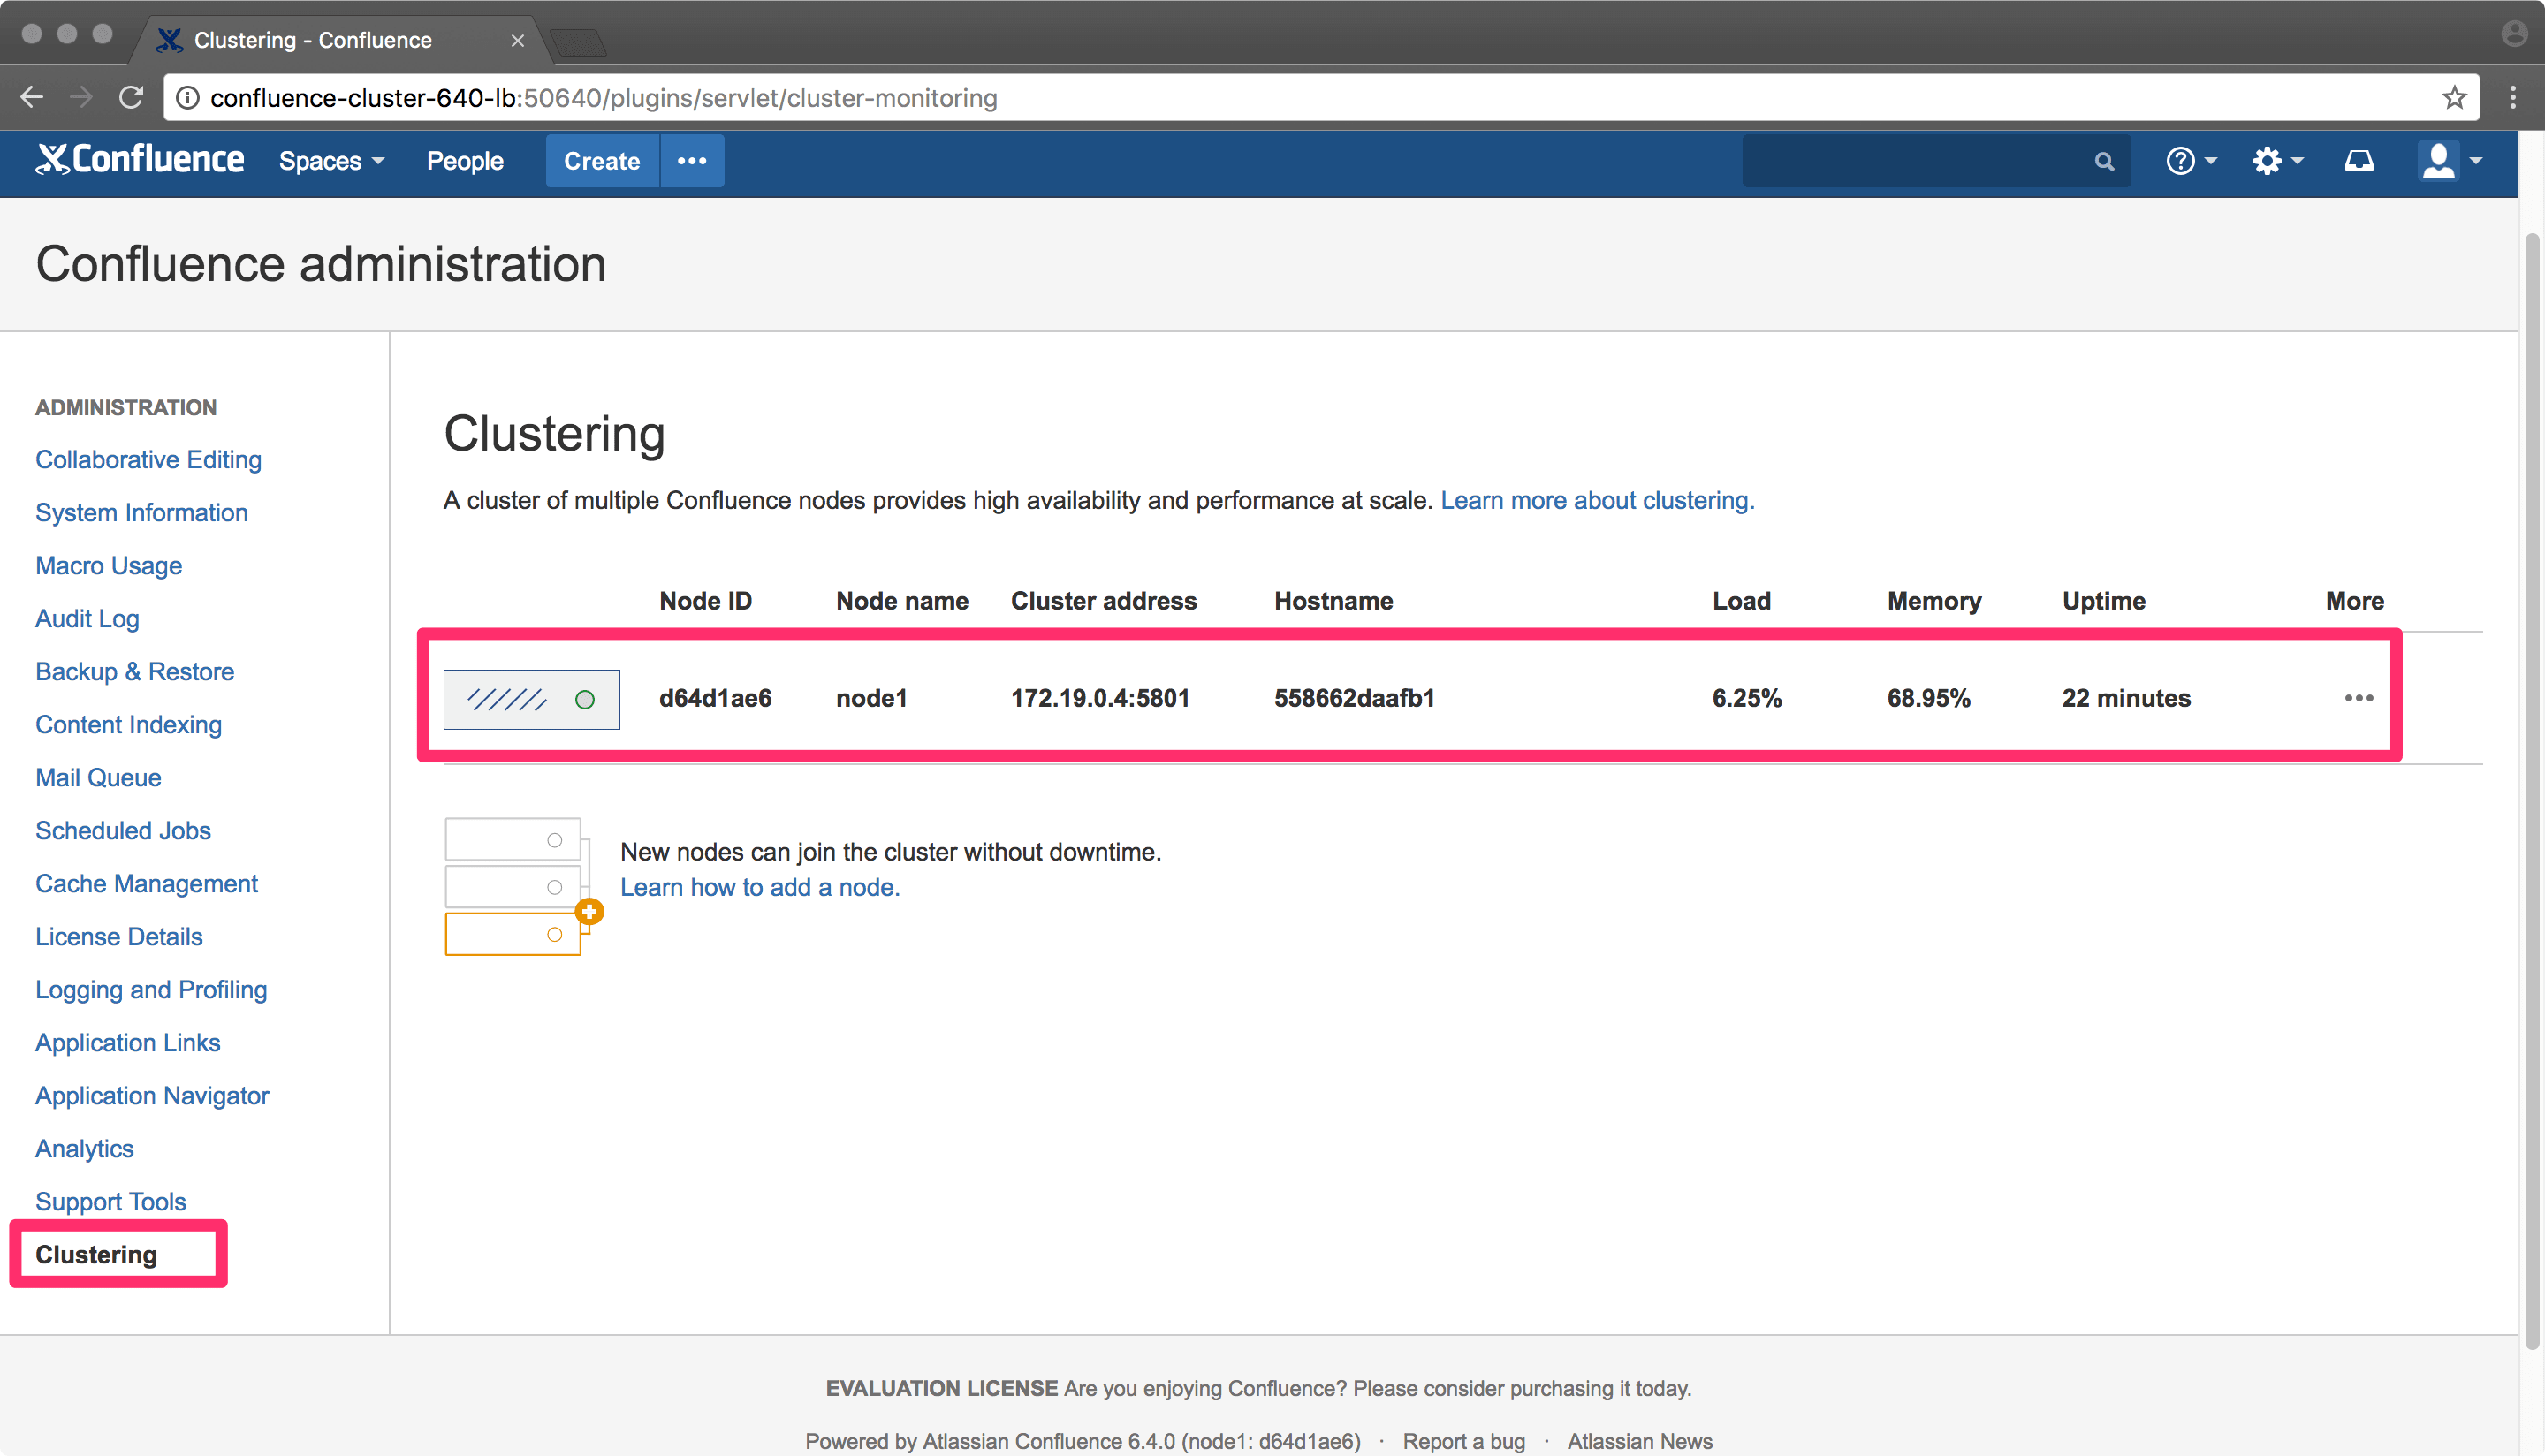 Clustering - Confluence
confluence-cluster-640-lb:50640/plugins/servlet/cluster-monitoring
Confluence Spaces People Create
Confluence administration
ADMINISTRATION
Collaborative Editing
System Information
Macro Usage
Audit Log
Backup & Restore
Content Indexing
Mail Queue
Scheduled Jobs
Cache Management
License Details
Logging and Profiling
Application Links
Application Navigator
Analytics
Support Tools
Clustering
Clustering
A cluster of multiple Confluence nodes provides high availability and performance at scale. Learn more about clustering.
Node ID Node name Cluster address Hostname Load Memory Uptime More
d64d1ae6 node1 172.19.0.4:5801 558662daafb1 6.25% 68.95% 22 minutes
New nodes can join the cluster without downtime.
Learn how to add a node.
EVALUATION LICENSE Are you enjoying Confluence? Please consider purchasing it today.
Powered by Atlassian Confluence 6.4.0 (node1: d64d1ae6) · Report a bug · Atlassian News